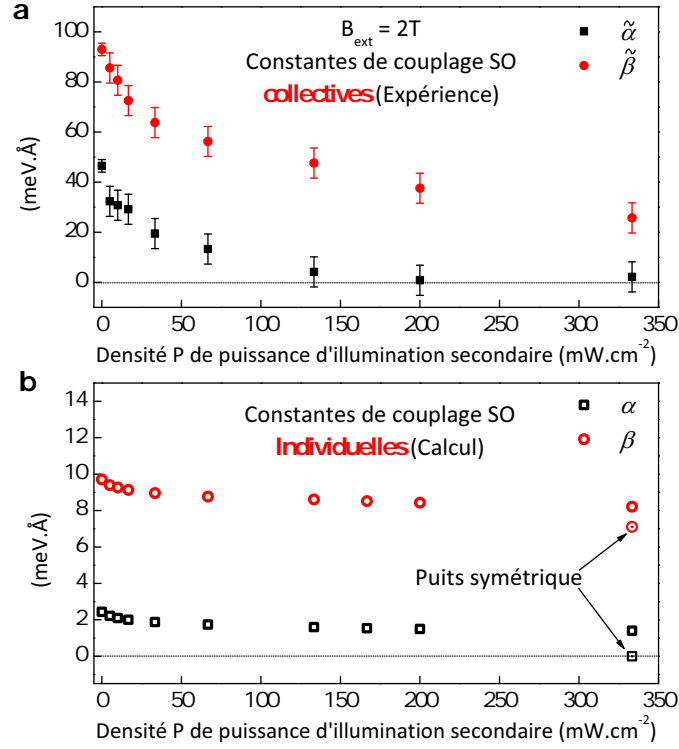 a
B_ext = 2T
Constantes de couplage SO
collectives (Expérience)
α̃
β̃
100
80
60
40
20
0
(meV.Å)
0 50 100 150 200 250 300 350
Densité P de puissance d'illumination secondaire (mW.cm⁻²)
b
Constantes de couplage SO
Individuelles (Calcul)
α
β
14
12
10
8
6
4
2
0
(meV.Å)
Puits symétrique
0 50 100 150 200 250 300 350
Densité P de puissance d'illumination secondaire (mW.cm⁻²)